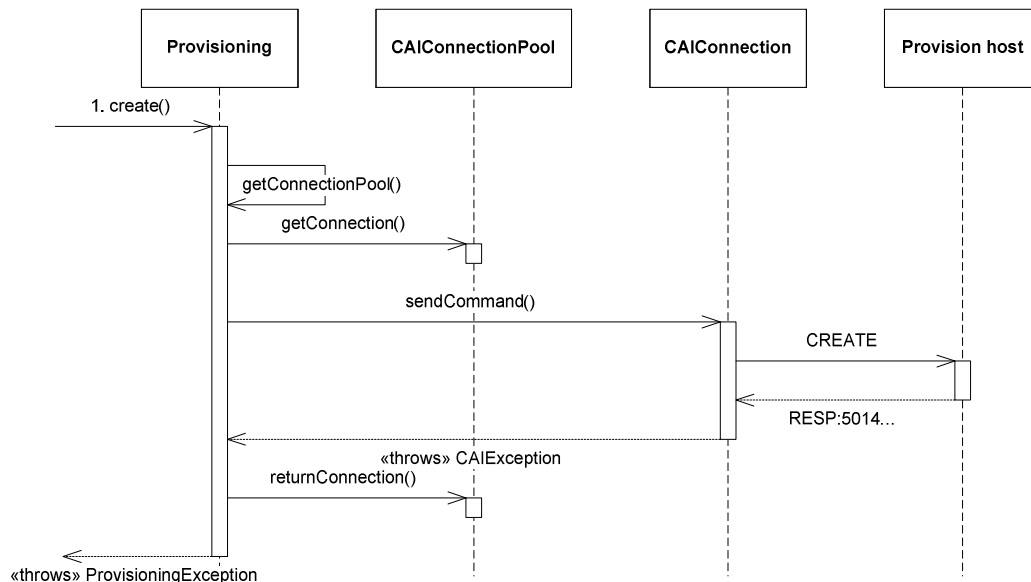 Provisioning
CAIConnectionPool
CAIConnection
Provision host
1. create()
getConnectionPool()
getConnection()
sendCommand()
CREATE
RESP:5014...
«throws» CAIException
returnConnection()
«throws» ProvisioningException